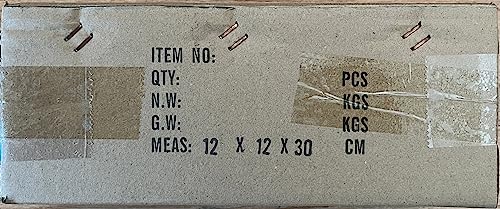 ITEM NO:
QTY: PCS
N.W: KGS
G.W: KGS
MEAS: 12 X 12 X 30 CM